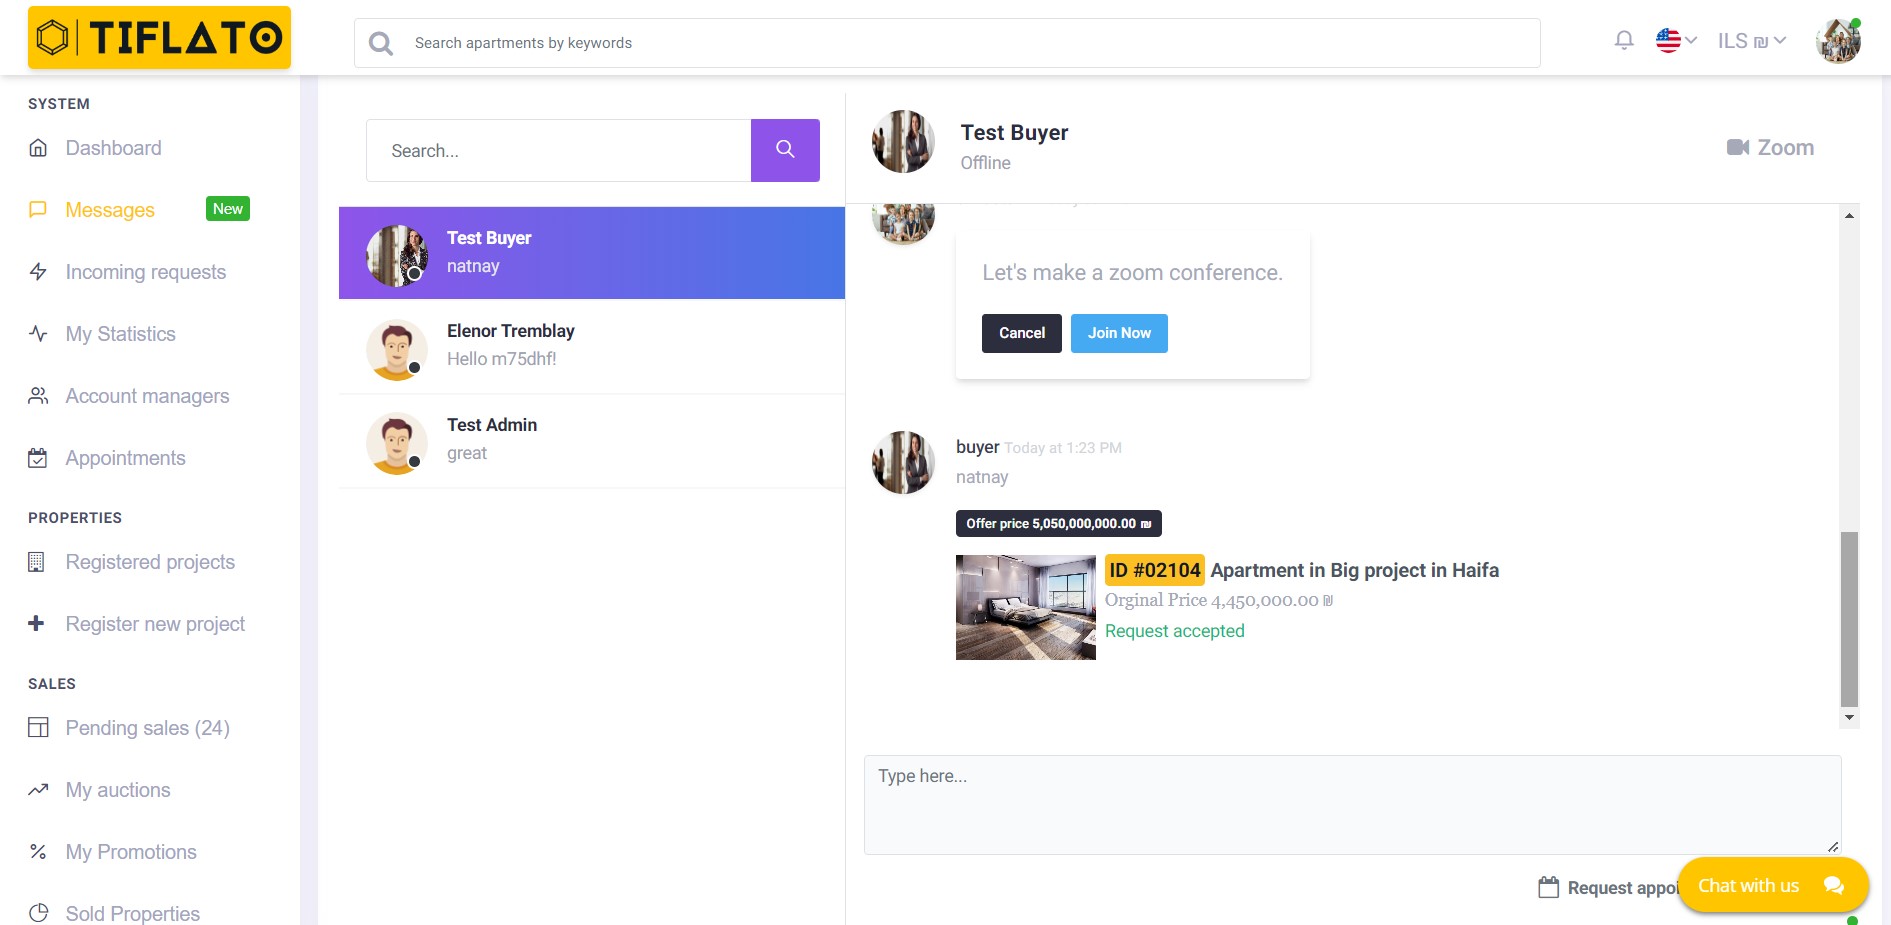 TIFLATO
Search apartments by keywords
ILS ₪
SYSTEM
Dashboard
Messages
New
Incoming requests
My Statistics
Account managers
Appointments
PROPERTIES
Registered projects
Register new project
SALES
Pending sales (24)
My auctions
My Promotions
Sold Properties
Search...
Test Buyer
natnay
Elenor Tremblay
Hello m75dhf!
Test Admin
great
Test Buyer
Offline
Zoom
Let's make a zoom conference.
Cancel
Join Now
buyer Today at 1:23 PM
natnay
Offer price 5,050,000,000.00 ₪
ID #02104 Apartment in Big project in Haifa
Orginal Price 4,450,000.00 ₪
Request accepted
Type here...
Request appoi
Chat with us